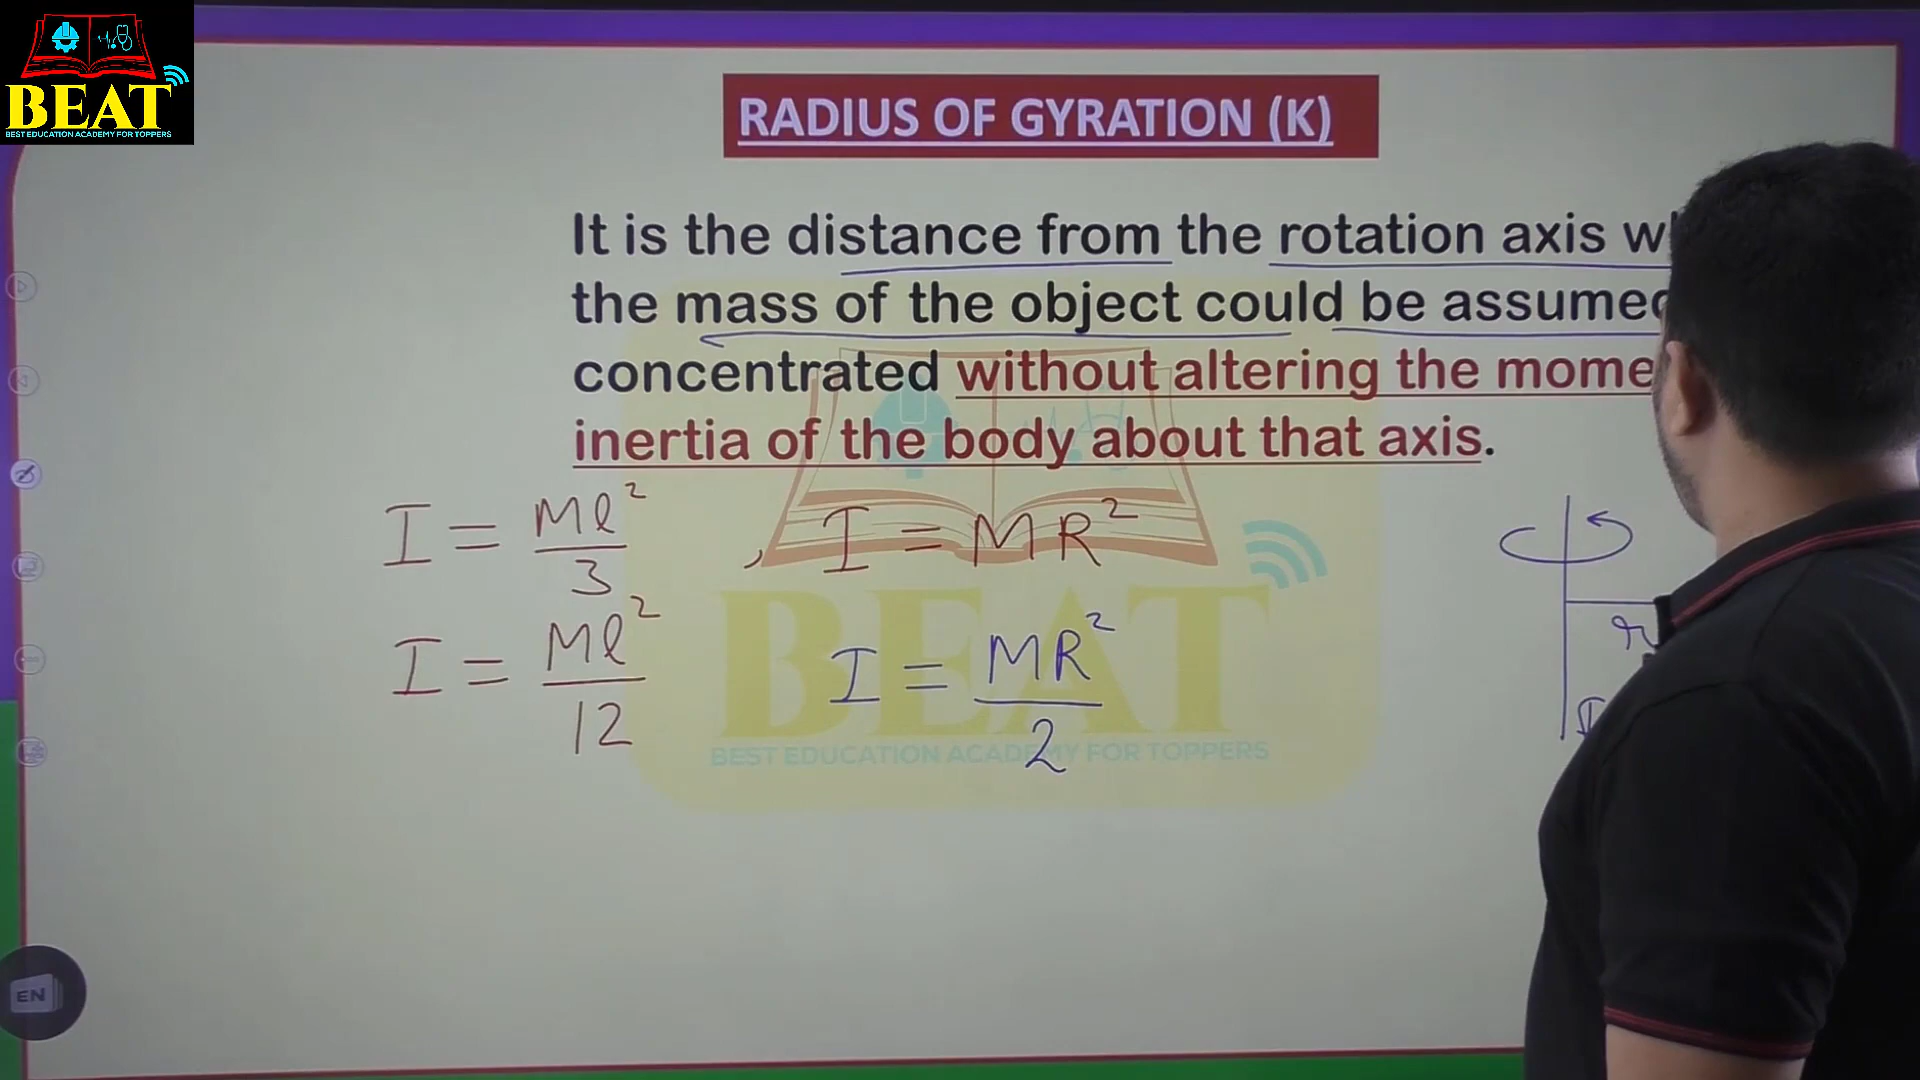 BEAT
BEST EDUCATION ACADEMY FOR TOPPERS
RADIUS OF GYRATION (K)
It is the distance from the rotation axis
the mass of the object could be assumed
concentrated without altering the
inertia of the body about that axis.
I = Ml²/3 , I = MR²
I = Ml²/12 I = MR²/2
r
BEAT
BEST EDUCATION ACADEMY FOR TOPPERS
EN